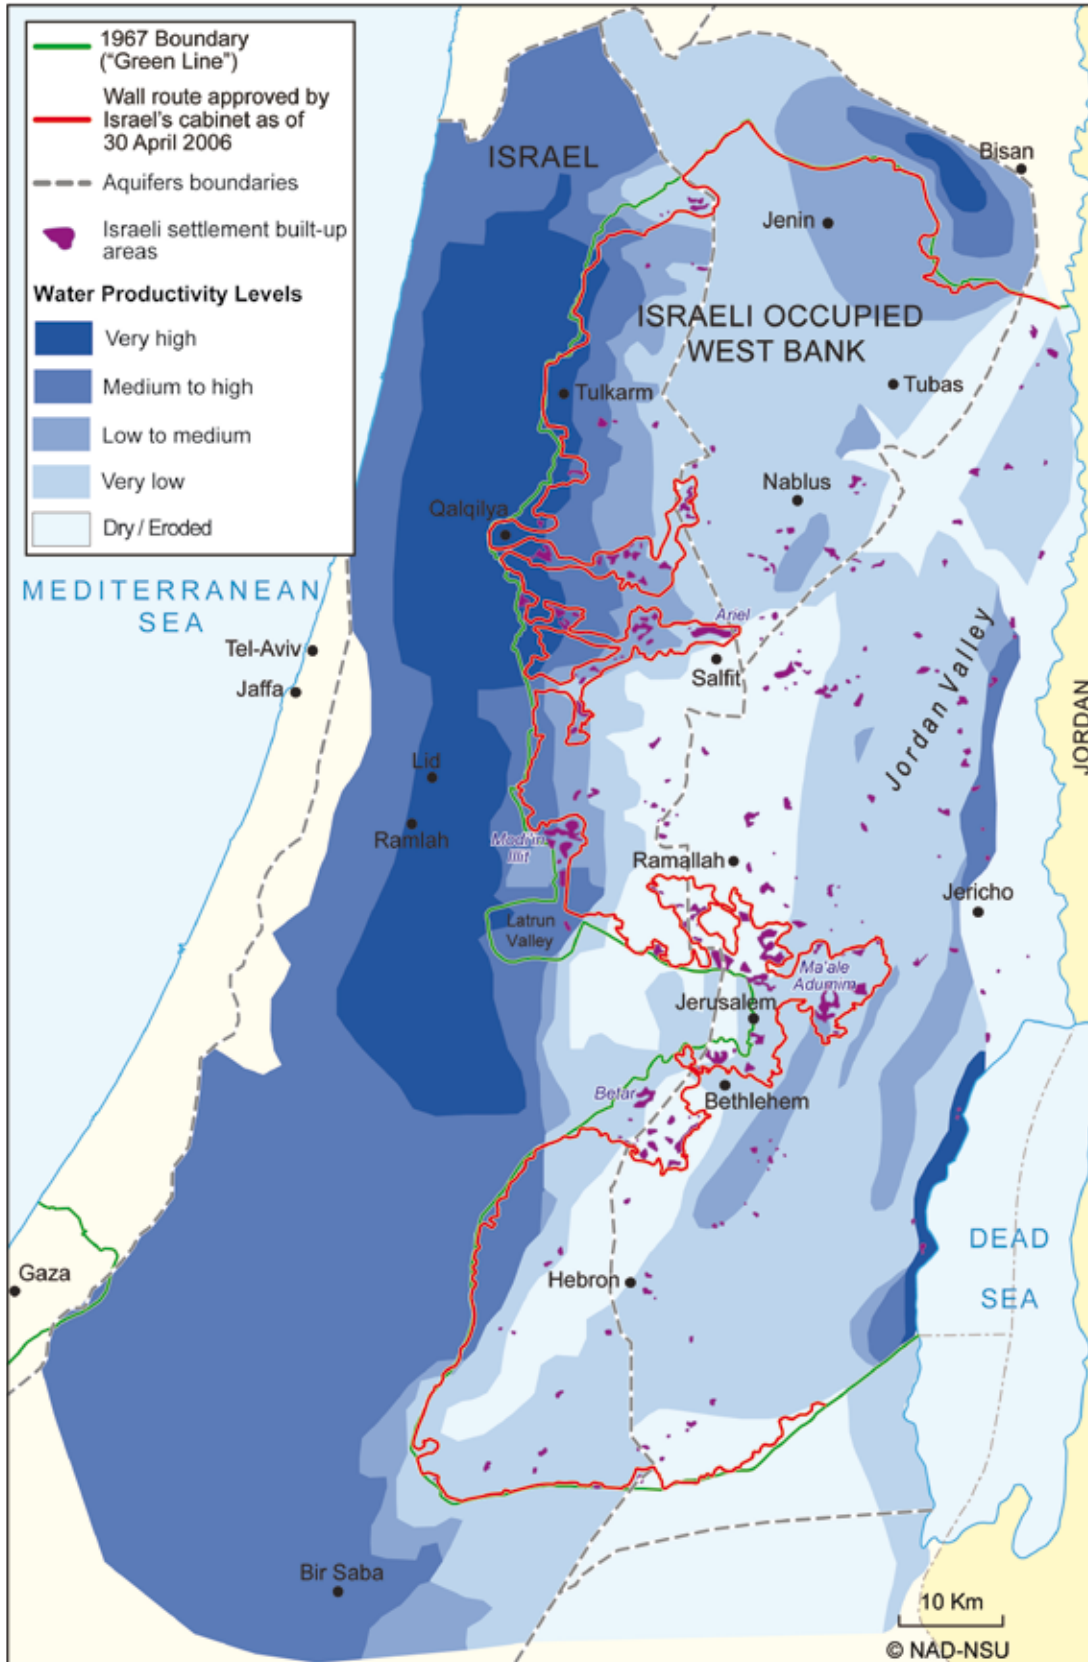 1967 Boundary
("Green Line")
Wall route approved by
Israel's cabinet as of
30 April 2006
Aquifers boundaries
Israeli settlement built-up
areas
Water Productivity Levels
Very high
Medium to high
Low to medium
Very low
Dry / Eroded
ISRAEL
Bisan
Jenin
ISRAELI OCCUPIED
WEST BANK
Tulkarm
Tubas
Nablus
Qalqilya
MEDITERRANEAN
SEA
Ariel
Tel-Aviv
Salfit
Jaffa
Jordan Valley
JORDAN
Lid
Ramlah
Modi'in
Illit
Ramallah
Jericho
Latrun
Valley
Ma'ale
Adumim
Jerusalem
Betar
Bethlehem
DEAD
SEA
Gaza
Hebron
Bir Saba
10 Km
© NAD-NSU